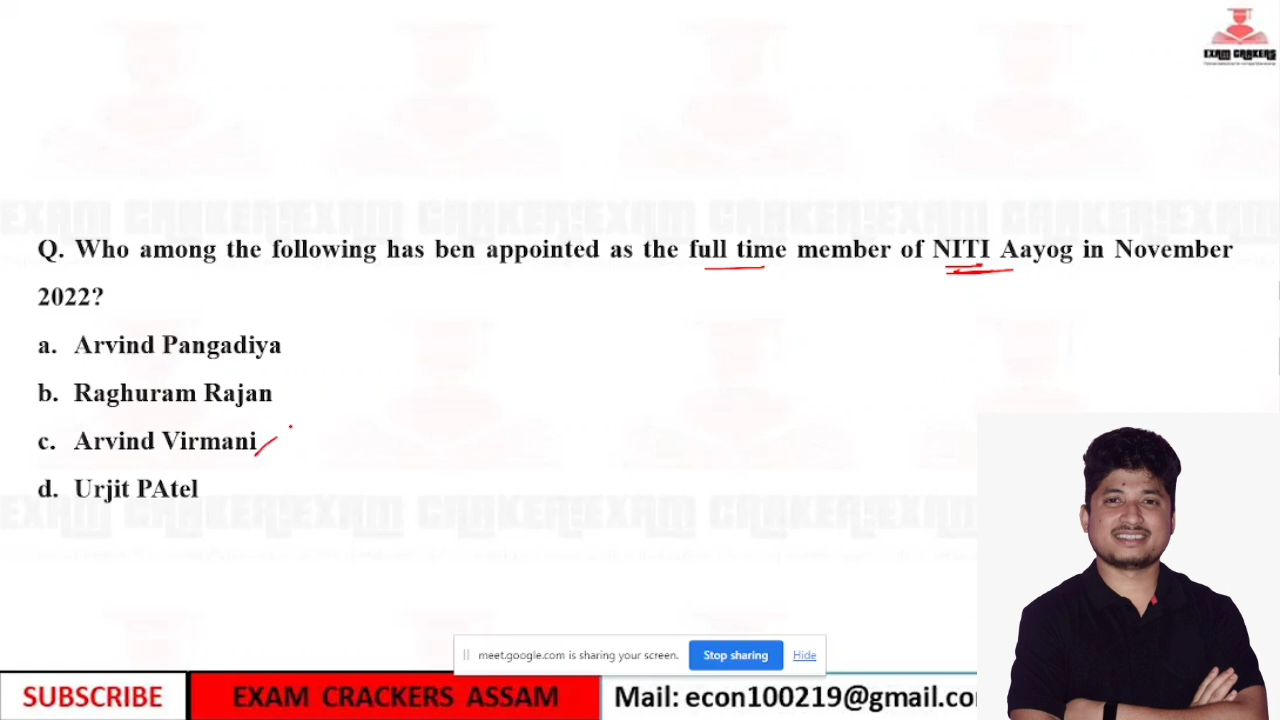 EXAM CRAKERS
Q. Who among the following has ben appointed as the full time member of NITI Aayog in November
2022?
a. Arvind Pangadiya
b. Raghuram Rajan
c. Arvind Virmani
d. Urjit PAtel
meet.google.com is sharing your screen. Stop sharing Hide
SUBSCRIBE EXAM CRACKERS ASSAM Mail: econ100219@gmail.co